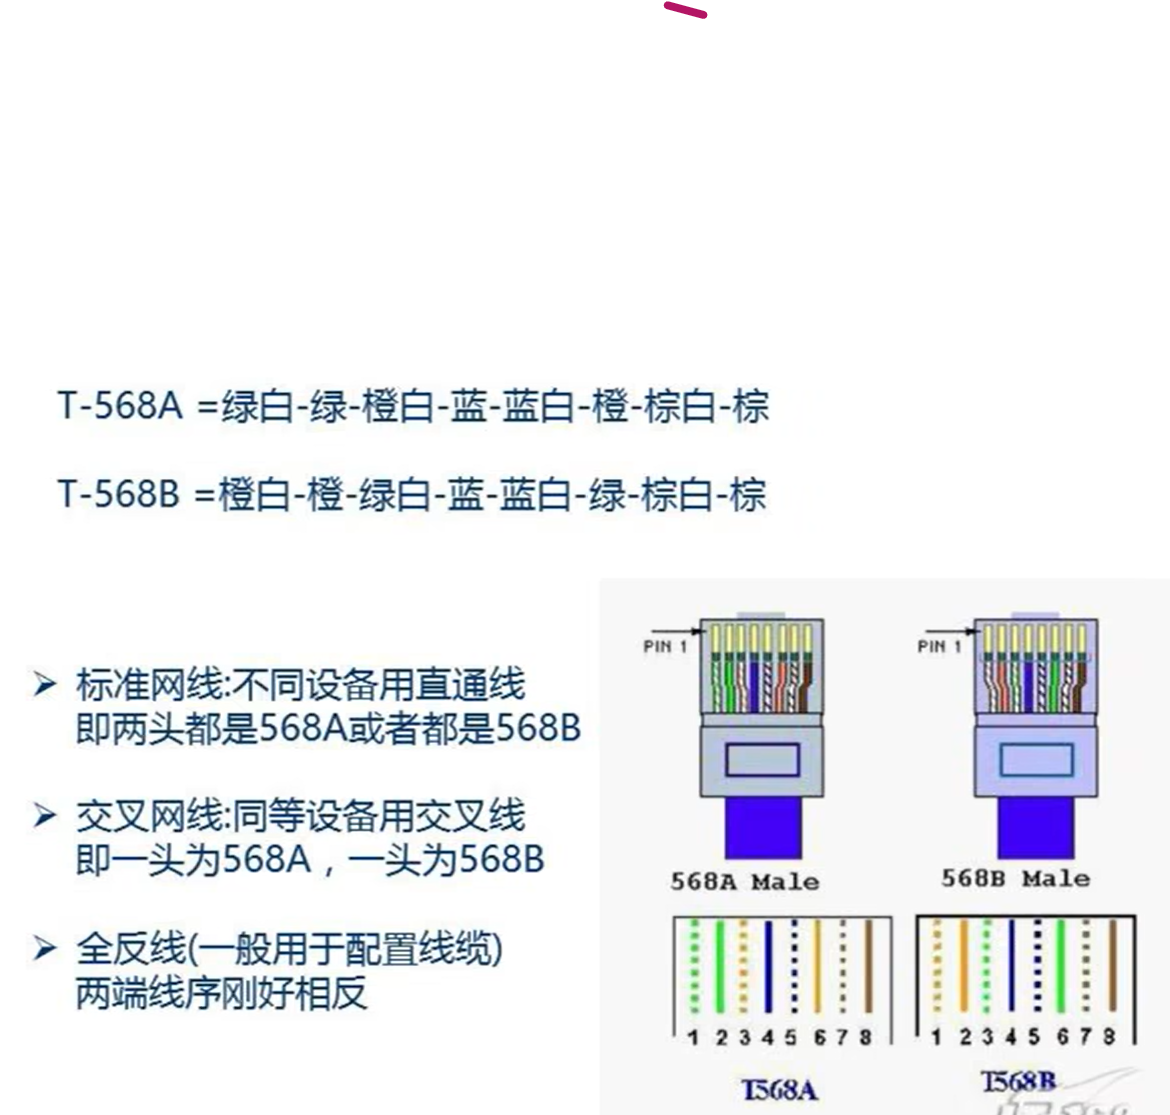 T-568A =绿白-绿-橙白-蓝-蓝白-橙-棕白-棕
T-568B =橙白-橙-绿白-蓝-蓝白-绿-棕白-棕
标准网线:不同设备用直通线
即两头都是568A或者都是568B
交叉网线:同等设备用交叉线
即一头为568A，一头为568B
全反线(一般用于配置线缆)
两端线序刚好相反
PIN 1
PIN 1
568A Male
568B Male
1 2 3 4 5 6 7 8
1 2 3 4 5 6 7 8
T568A
T568B